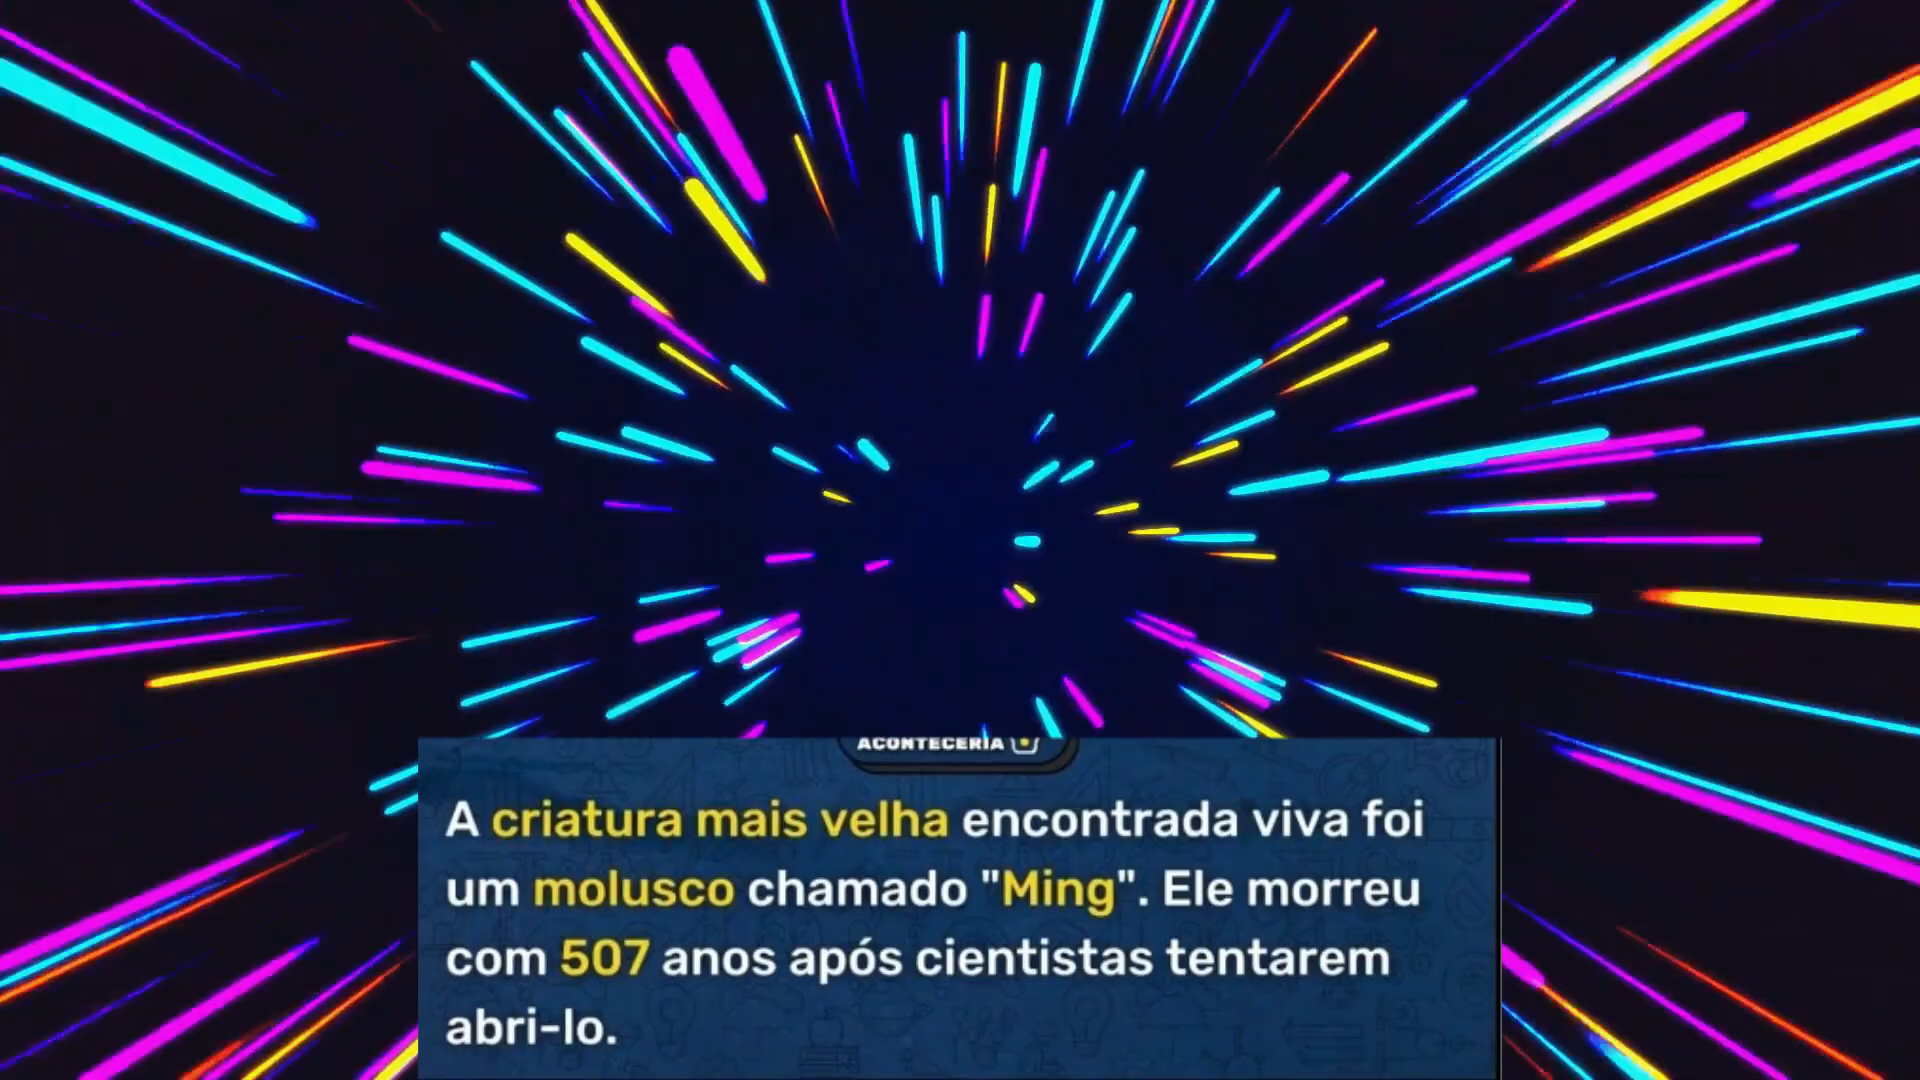 ACONTECERIA
A criatura mais velha encontrada viva foi
um molusco chamado "Ming". Ele morreu
com 507 anos após cientistas tentarem
abri-lo.